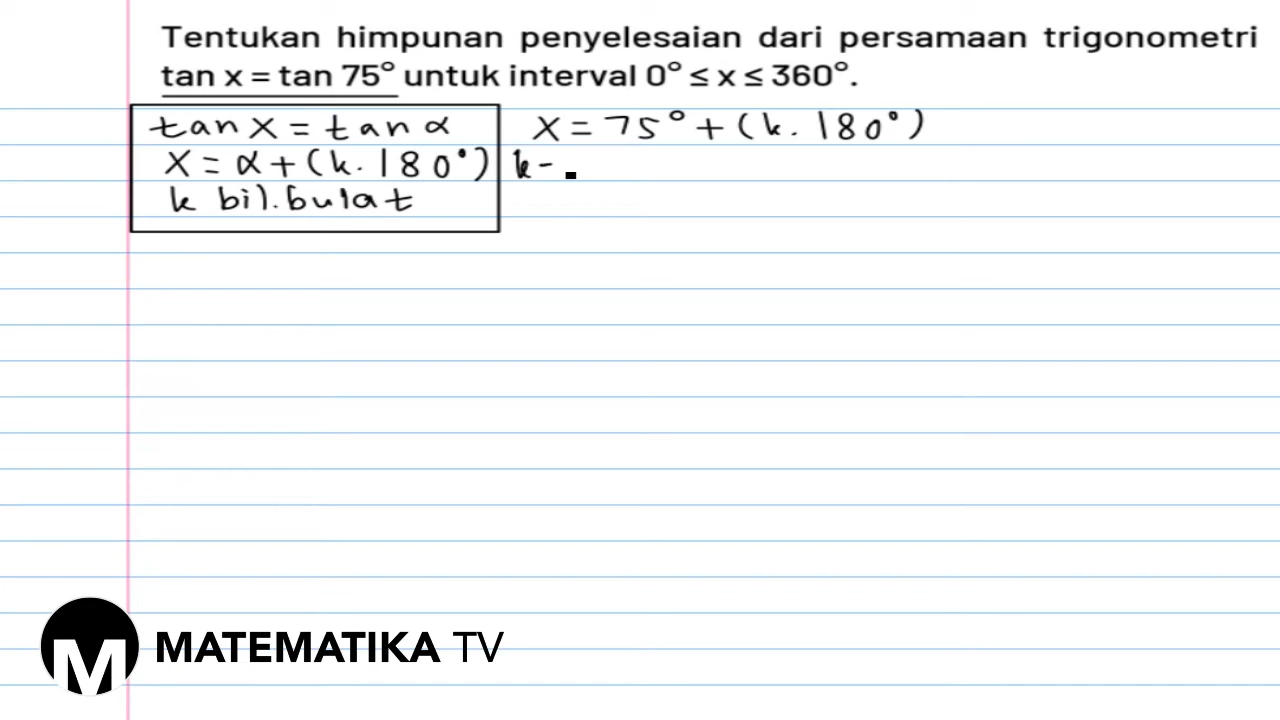 Tentukan himpunan penyelesaian dari persamaan trigonometri
tan x = tan 75° untuk interval 0° ≤ x ≤ 360°.
tan x = tan α
x = α + (k. 180°)
k bil. bulat
x = 75° + (k. 180°)
k -
MATEMATIKA TV